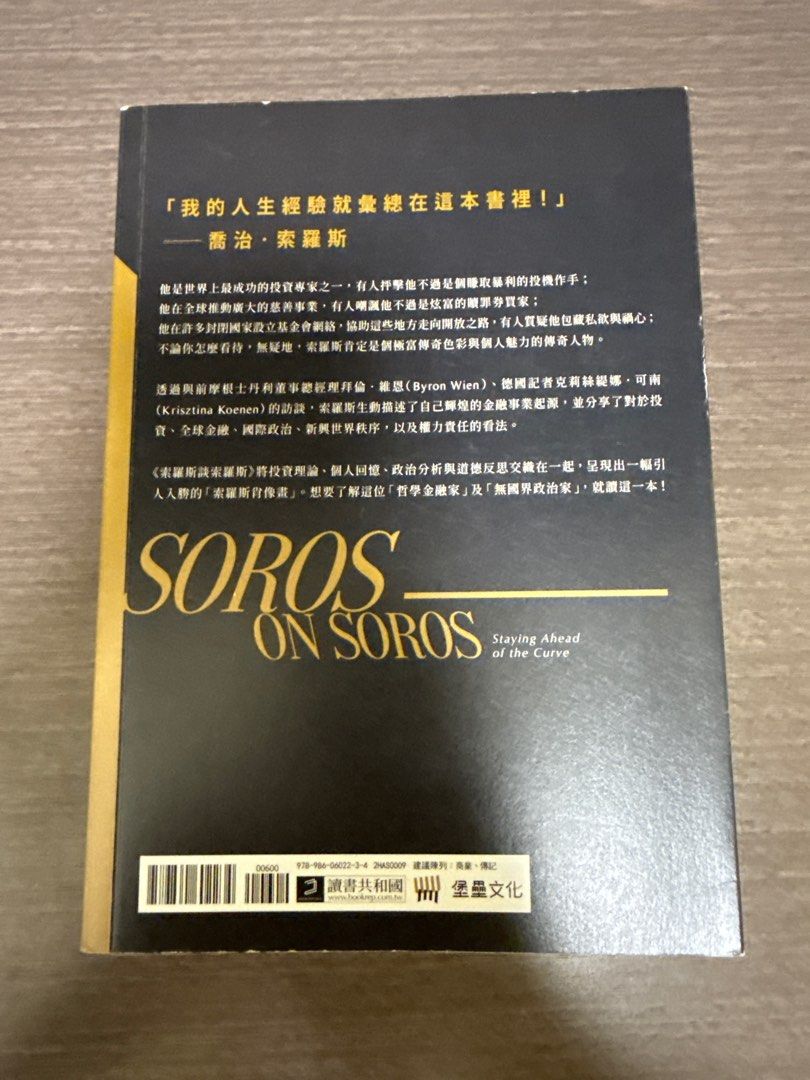 「我的人生經驗就彙總在這本書裡！」
——喬治．索羅斯
他是世界上最成功的投資專家之一，有人抨擊他不過是個賺取暴利的投機作手；
他在全球推動廣大的慈善事業，有人嘲諷他不過是炫富的贖罪券買家；
他在許多封閉國家設立基金會網絡，協助這些地方走向開放之路，有人質疑他包藏私欲與禍心；
不論你怎麼看待，無疑地，索羅斯肯定是個極富傳奇色彩與個人魅力的傳奇人物。
透過與前摩根士丹利董事總經理拜倫．維恩（Byron Wien）、德國記者克莉絲緹娜．可南
（Krisztina Koenen）的訪談，索羅斯生動描述了自己輝煌的金融事業起源，並分享了對於投
資、全球金融、國際政治、新興世界秩序，以及權力責任的看法。
《索羅斯談索羅斯》將投資理論、個人回憶、政治分析與道德反思交織在一起，呈現出一幅引
人入勝的「索羅斯肖像畫」。想要了解這位「哲學金融家」及「無國界政治家」，就讀這一本！
SOROS
ON SOROS
Staying Ahead
of the Curve
00600
978-986-06022-3-4 2HAS0009 建議陳列：商業、傳記
讀書共和國
www.bookrep.com.tw
堡壘文化